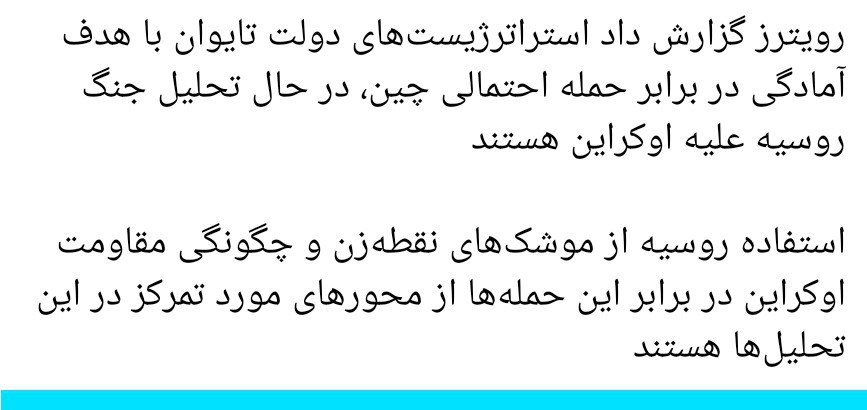 رویترز گزارش داد استراترژیست‌های دولت تایوان با هدف
آمادگی در برابر حمله احتمالی چین، در حال تحلیل جنگ
روسیه علیه اوکراین هستند
استفاده روسیه از موشک‌های نقطه‌زن و چگونگی مقاومت
اوکراین در برابر این حمله‌ها از محورهای مورد تمرکز در این
تحلیل‌ها هستند